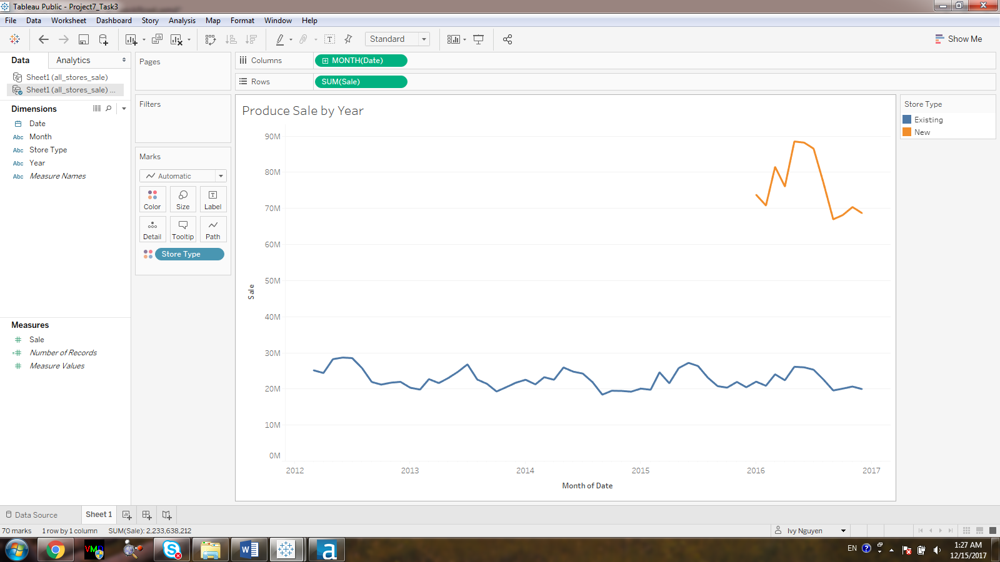 Tableau Public - Project7_Task3
File Data Worksheet Dashboard Story Analysis Map Format Window Help
Standard
Show Me
Data Analytics
Sheet1 (all_stores_sale)
Sheet1 (all_stores_sale) ...
Dimensions
Date
Abc Month
Abc Store Type
Abc Year
Abc Measure Names
Measures
Sale
Number of Records
Measure Values
Pages
Filters
Marks
Automatic
Color Size Label
Detail Tooltip Path
Store Type
Columns MONTH(Date)
Rows SUM(Sale)
Produce Sale by Year
90M
80M
70M
60M
50M
40M
30M
20M
10M
0M
Sale
2012 2013 2014 2015 2016 2017
Month of Date
Store Type
Existing
New
Data Source Sheet 1
70 marks 1 row by 1 column SUM(Sale): 2,233,638,212
Ivy Nguyen
VMD
S
W
a
EN
1:27 AM
12/15/2017